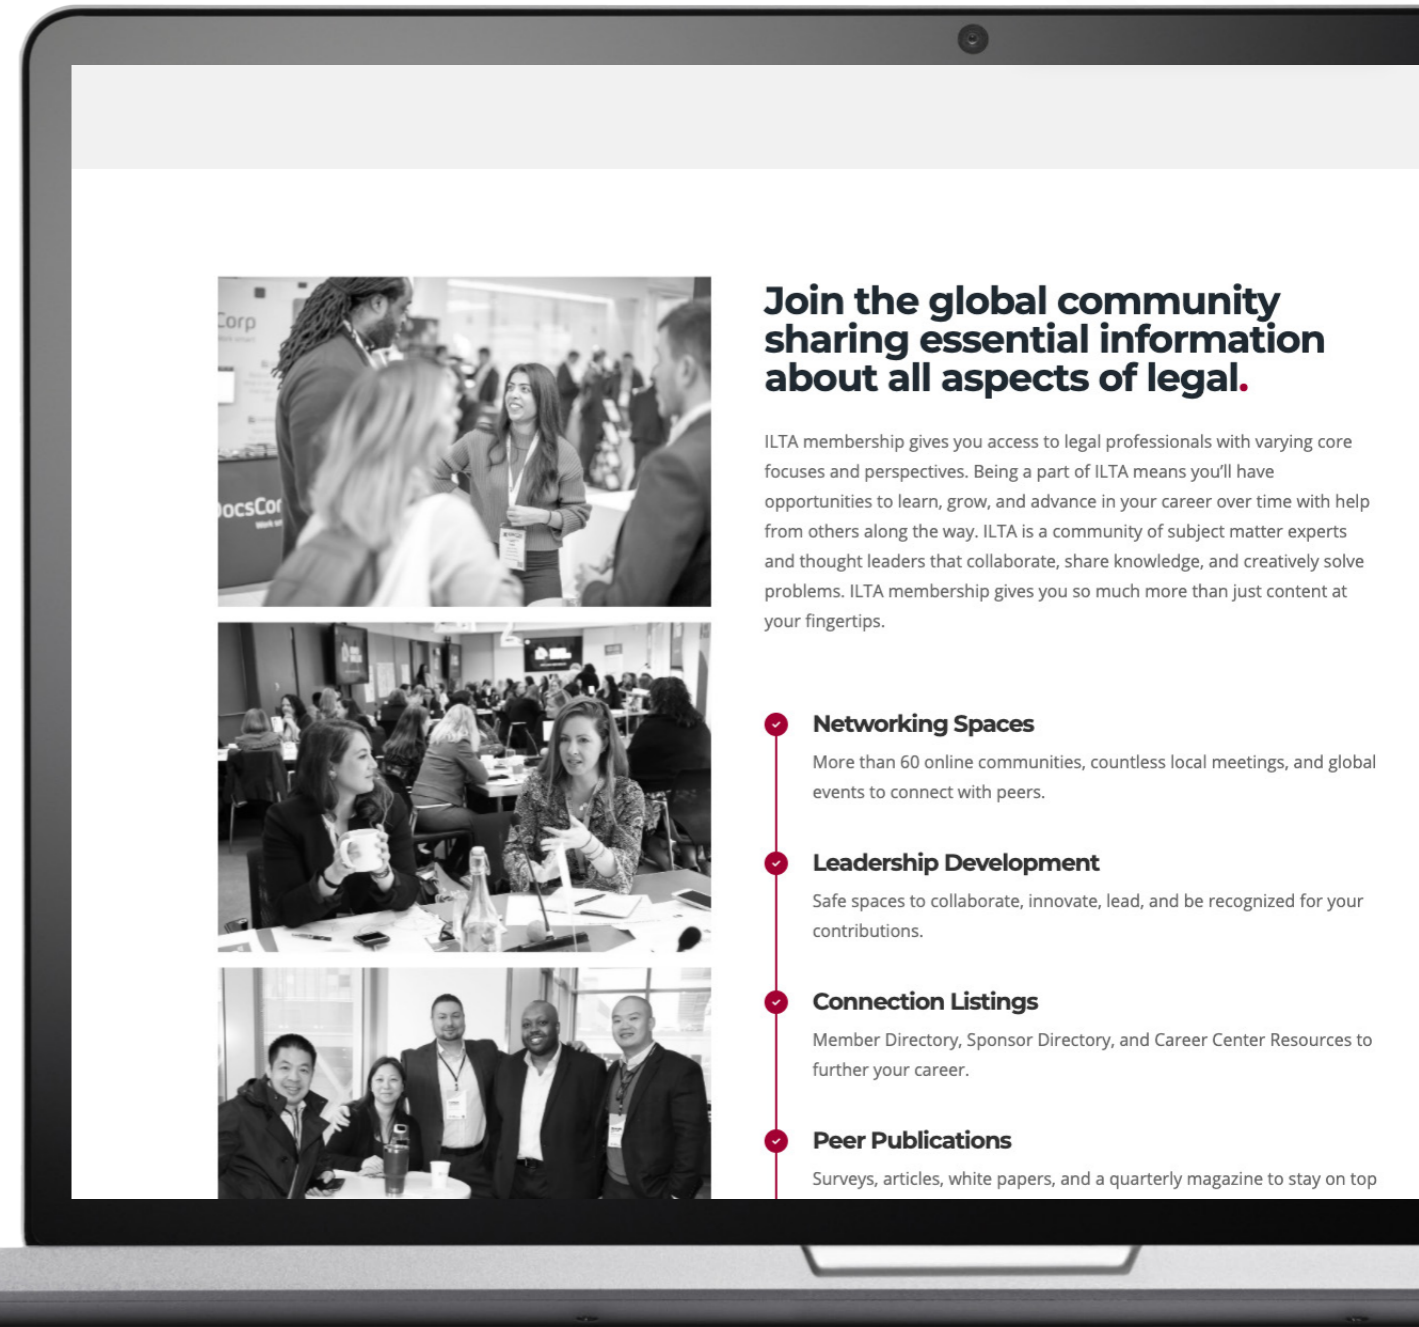 Corp
ocsCor
Join the global community
sharing essential information
about all aspects of legal.
ILTA membership gives you access to legal professionals with varying core
focuses and perspectives. Being a part of ILTA means you’ll have
opportunities to learn, grow, and advance in your career over time with help
from others along the way. ILTA is a community of subject matter experts
and thought leaders that collaborate, share knowledge, and creatively solve
problems. ILTA membership gives you so much more than just content at
your fingertips.
Networking Spaces
More than 60 online communities, countless local meetings, and global
events to connect with peers.
Leadership Development
Safe spaces to collaborate, innovate, lead, and be recognized for your
contributions.
Connection Listings
Member Directory, Sponsor Directory, and Career Center Resources to
further your career.
Peer Publications
Surveys, articles, white papers, and a quarterly magazine to stay on top